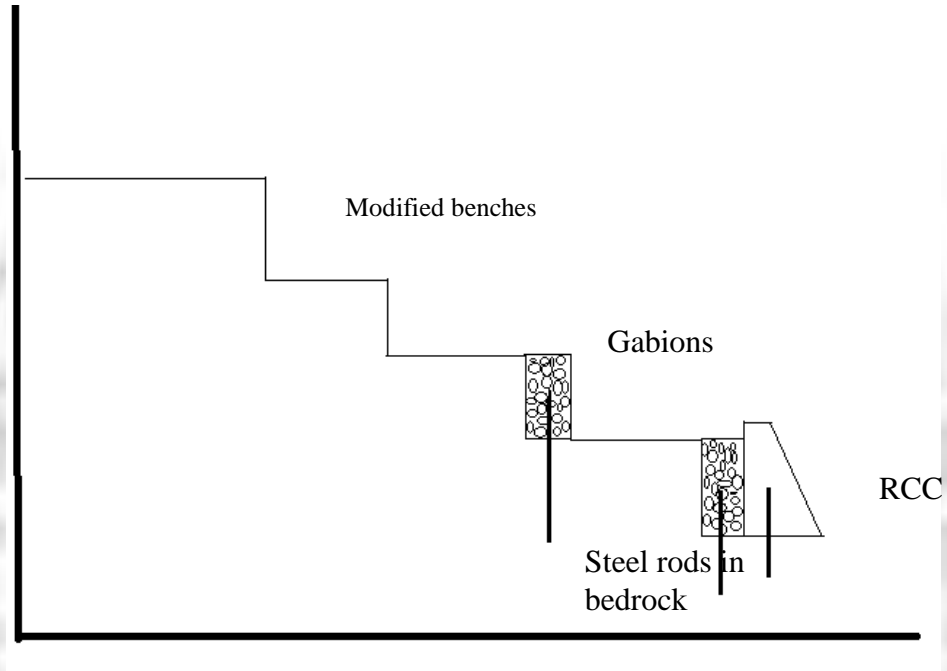 Modified benches
Gabions
RCC
Steel rods in
bedrock